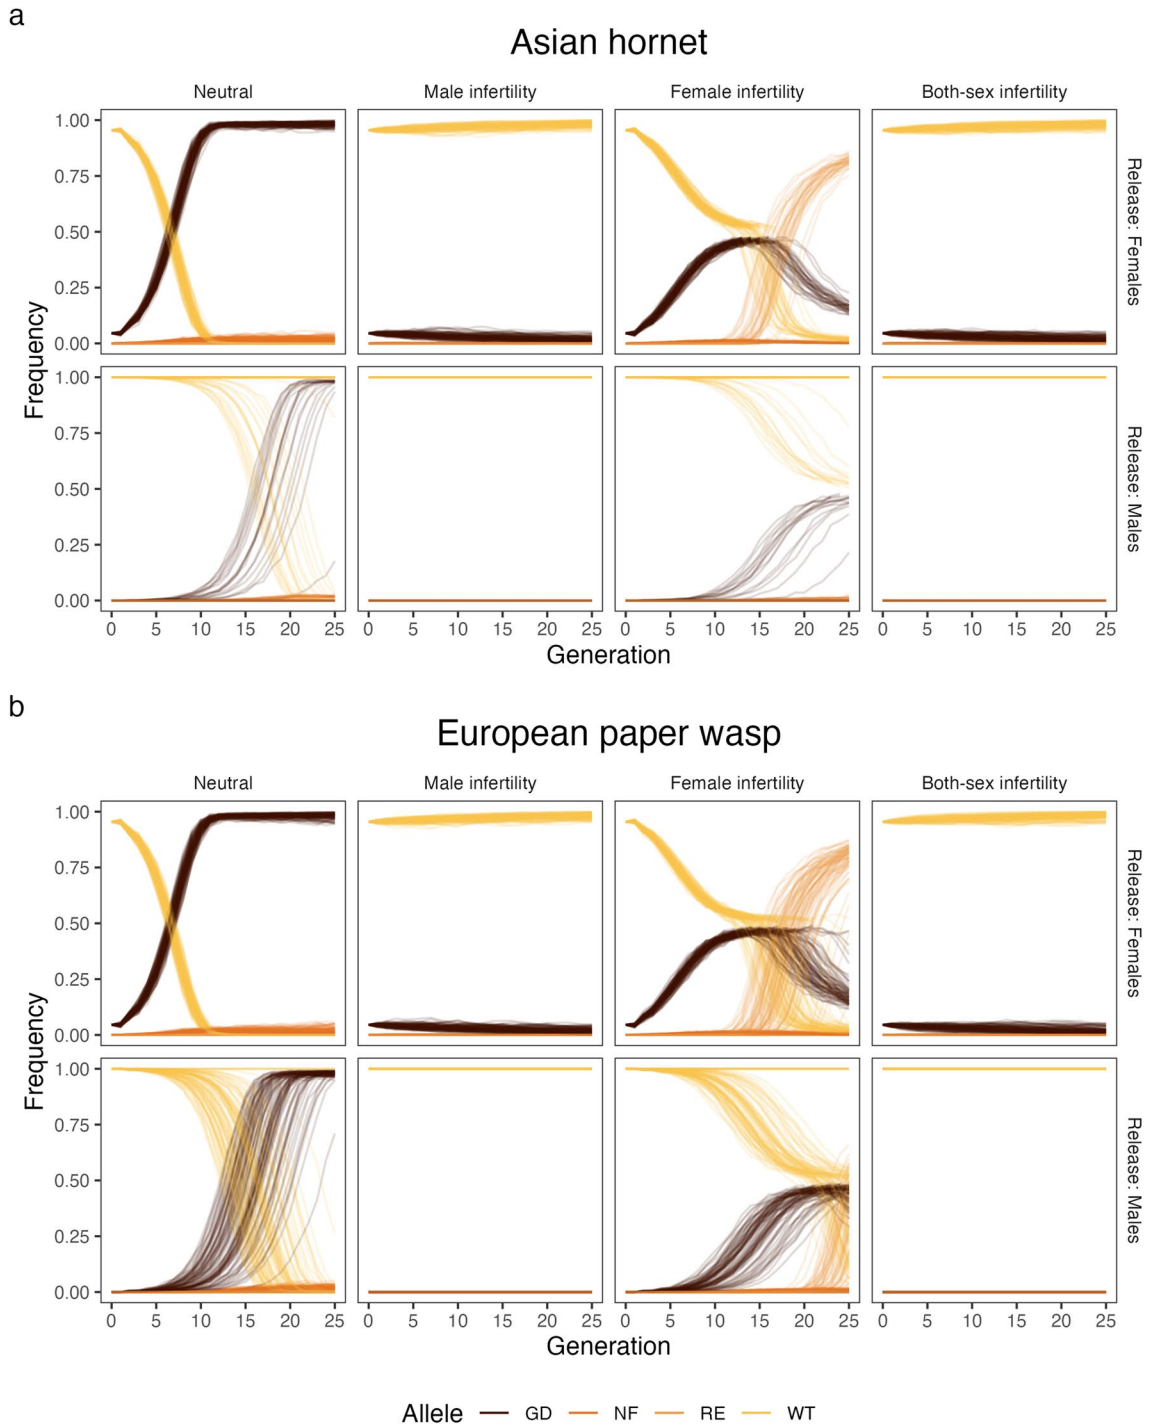 a
Asian hornet
Neutral Male infertility Female infertility Both-sex infertility
1.00
0.75
0.50
0.25
0.00
Release: Females
Frequency
1.00
0.75
0.50
0.25
0.00
Release: Males
0 5 10 15 20 25 0 5 10 15 20 25 0 5 10 15 20 25 0 5 10 15 20 25
Generation
b
European paper wasp
Neutral Male infertility Female infertility Both-sex infertility
1.00
0.75
0.50
0.25
0.00
Release: Females
Frequency
1.00
0.75
0.50
0.25
0.00
Release: Males
0 5 10 15 20 25 0 5 10 15 20 25 0 5 10 15 20 25 0 5 10 15 20 25
Generation
Allele GD NF RE WT